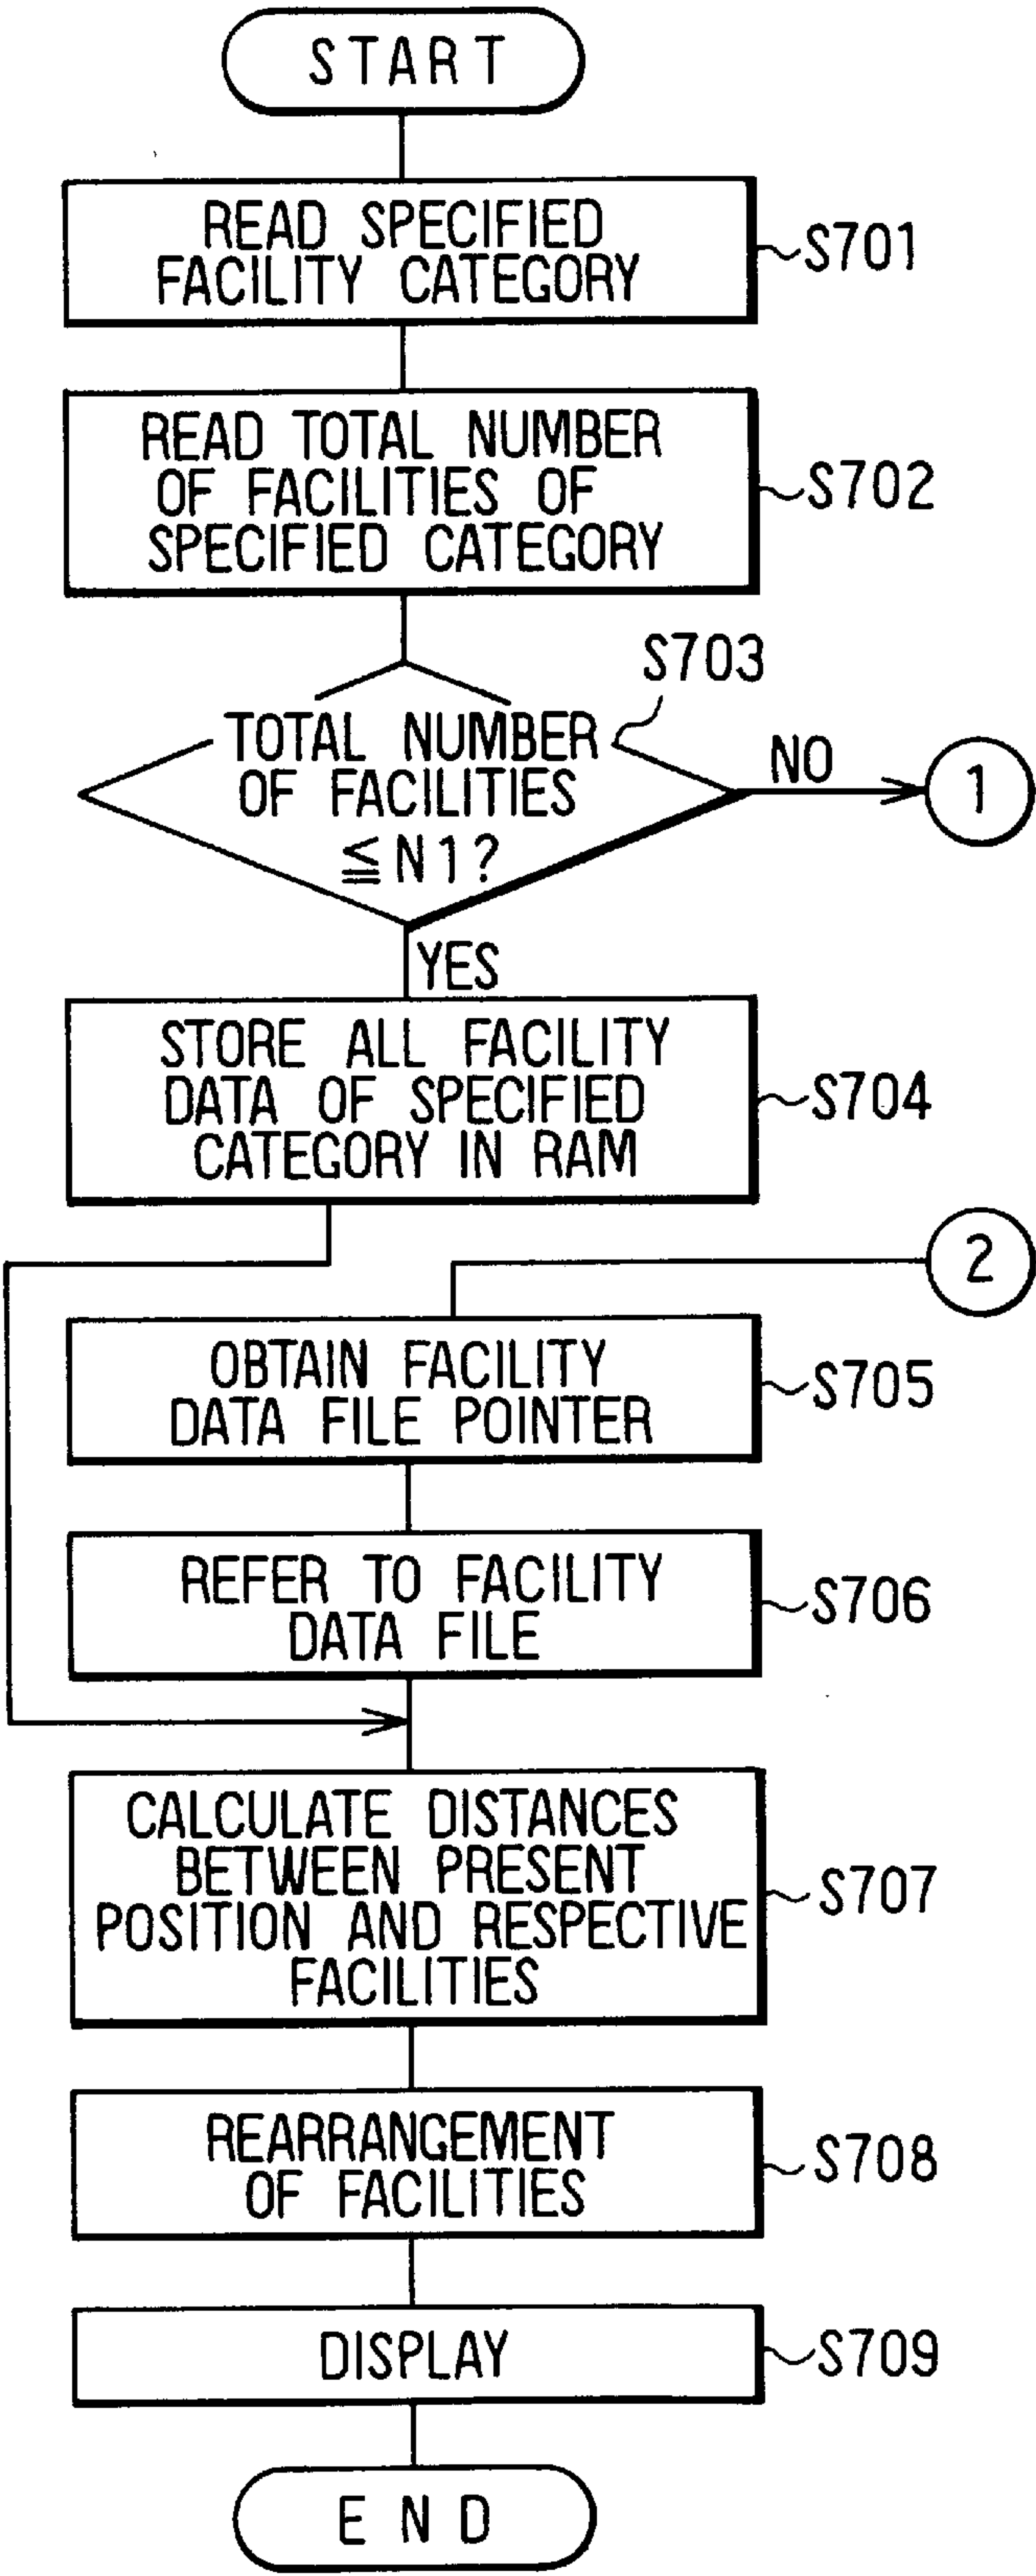 START
READ SPECIFIED
FACILITY CATEGORY
S701
READ TOTAL NUMBER
OF FACILITIES OF
SPECIFIED CATEGORY
S702
S703
TOTAL NUMBER
OF FACILITIES
≦N1?
NO
1
YES
STORE ALL FACILITY
DATA OF SPECIFIED
CATEGORY IN RAM
S704
2
OBTAIN FACILITY
DATA FILE POINTER
S705
REFER TO FACILITY
DATA FILE
S706
CALCULATE DISTANCES
BETWEEN PRESENT
POSITION AND RESPECTIVE
FACILITIES
S707
REARRANGEMENT
OF FACILITIES
S708
DISPLAY
S709
END